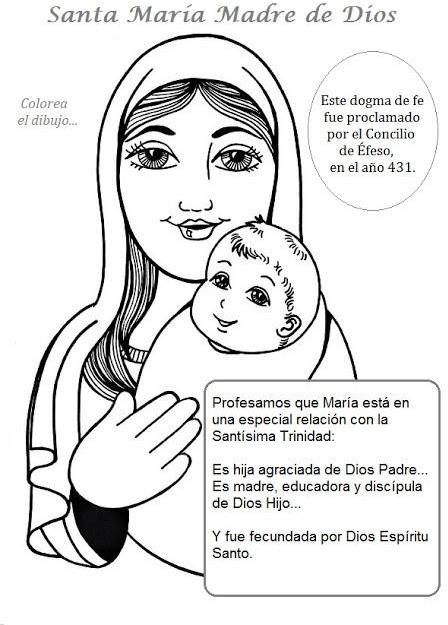 Santa María Madre de Dios
Colorea
el dibujo...
Este dogma de fe
fue proclamado
por el Concilio
de Éfeso,
en el año 431.
Profesamos que María está en
una especial relación con la
Santísima Trinidad:
Es hija agraciada de Dios Padre...
Es madre, educadora y discípula
de Dios Hijo...
Y fue fecundada por Dios Espíritu
Santo.